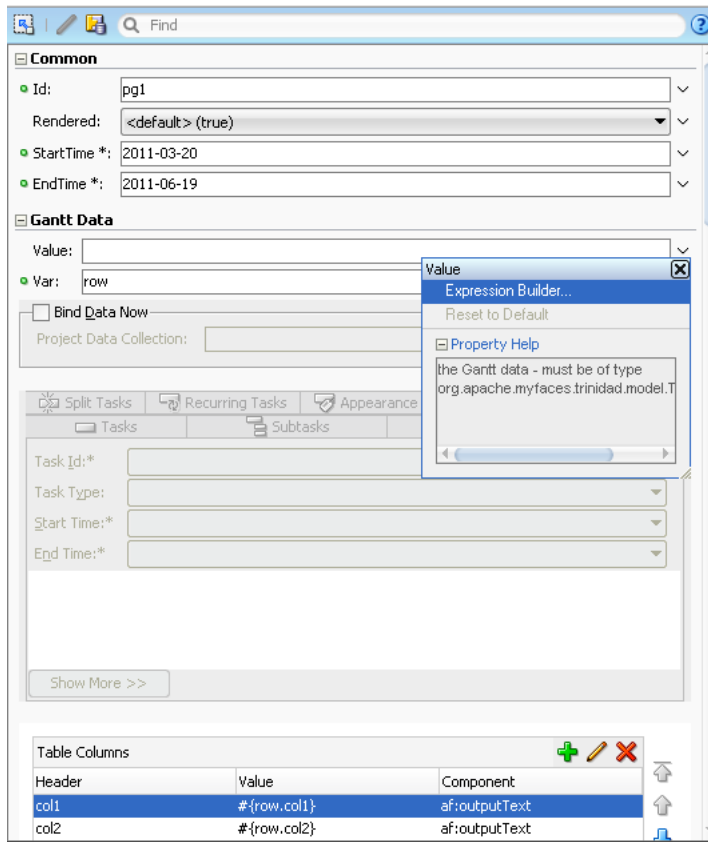 Find
Common
Id: pg1
Rendered: <default> (true)
StartTime *: 2011-03-20
EndTime *: 2011-06-19
Gantt Data
Value:
Var: row
Value
Expression Builder...
Reset to Default
Property Help
the Gantt data - must be of type
org.apache.myfaces.trinidad.model.T
Bind Data Now
Project Data Collection:
Split Tasks Recurring Tasks Appearance
Tasks Subtasks
Task Id:*
Task Type:
Start Time:*
End Time:*
Show More >>
Table Columns
Header Value Component
col1 #{row.col1} af:outputText
col2 #{row.col2} af:outputText